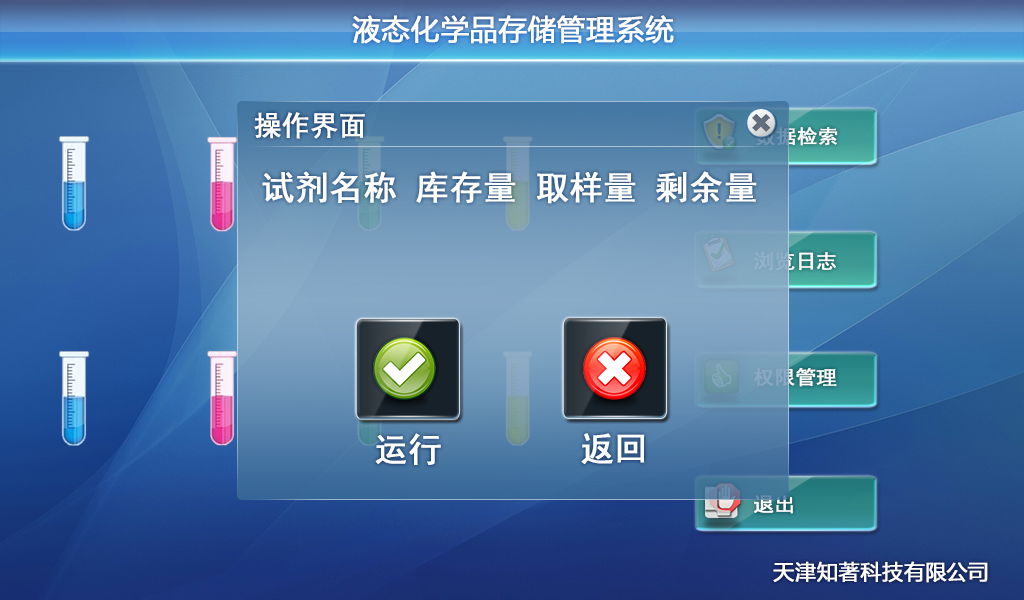 液态化学品存储管理系统
操作界面
数据检索
试剂名称 库存量 取样量 剩余量
浏览日志
权限管理
运行
返回
退出
天津知著科技有限公司